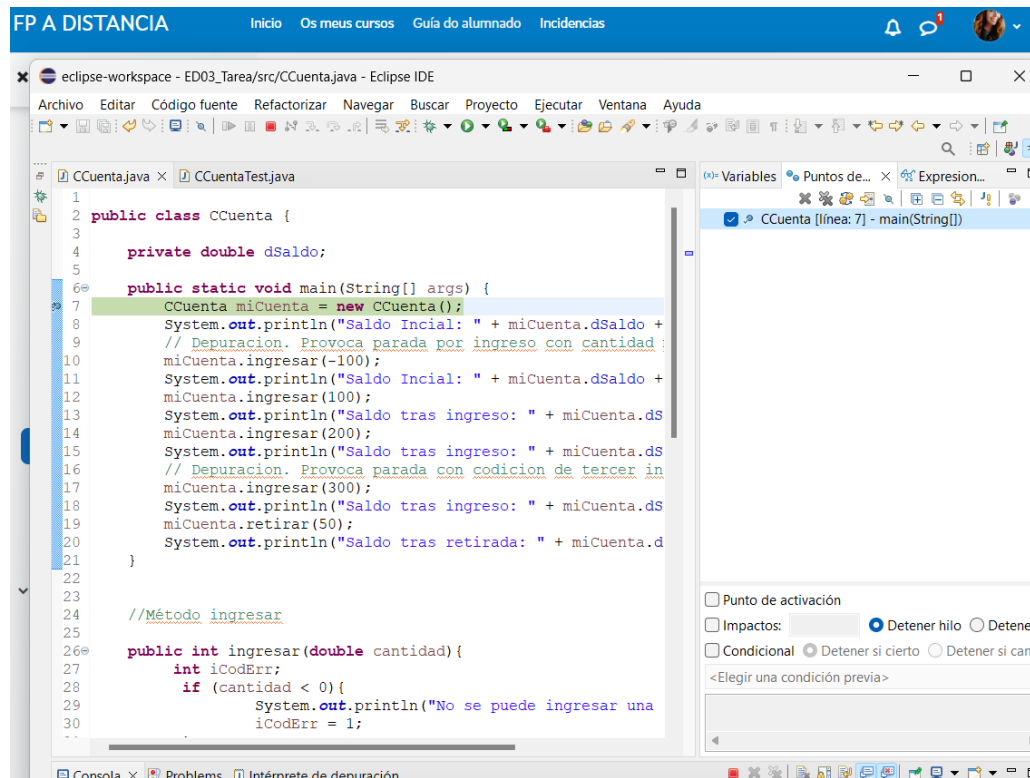 FP A DISTANCIA Inicio Os meus cursos Guía do alumnado Incidencias 1
eclipse-workspace - ED03_Tarea/src/CCuenta.java - Eclipse IDE
Archivo Editar Código fuente Refactorizar Navegar Buscar Proyecto Ejecutar Ventana Ayuda
CCuenta.java CCuentaTest.java
(x)= Variables Puntos de... Expresion...
CCuenta [línea: 7] - main(String[])
1
2 public class CCuenta {
3
4 private double dSaldo;
5
6 public static void main(String[] args) {
7 CCuenta miCuenta = new CCuenta();
8 System.out.println("Saldo Incial: " + miCuenta.dSaldo +
9 // Depuracion. Provoca parada por ingreso con cantidad
10 miCuenta.ingresar(-100);
11 System.out.println("Saldo Incial: " + miCuenta.dSaldo +
12 miCuenta.ingresar(100);
13 System.out.println("Saldo tras ingreso: " + miCuenta.dS
14 miCuenta.ingresar(200);
15 System.out.println("Saldo tras ingreso: " + miCuenta.dS
16 // Depuracion. Provoca parada con codicion de tercer in
17 miCuenta.ingresar(300);
18 System.out.println("Saldo tras ingreso: " + miCuenta.dS
19 miCuenta.retirar(50);
20 System.out.println("Saldo tras retirada: " + miCuenta.d
21 }
22
23
24 //Método ingresar
25
26 public int ingresar(double cantidad){
27 int iCodErr;
28 if (cantidad < 0){
29 System.out.println("No se puede ingresar una
30 iCodErr = 1;
Punto de activación
Impactos: Detener hilo Detene
Condicional Detener si cierto Detener si cam
<Elegir una condición previa>
Consola Problems Intérprete de depuración